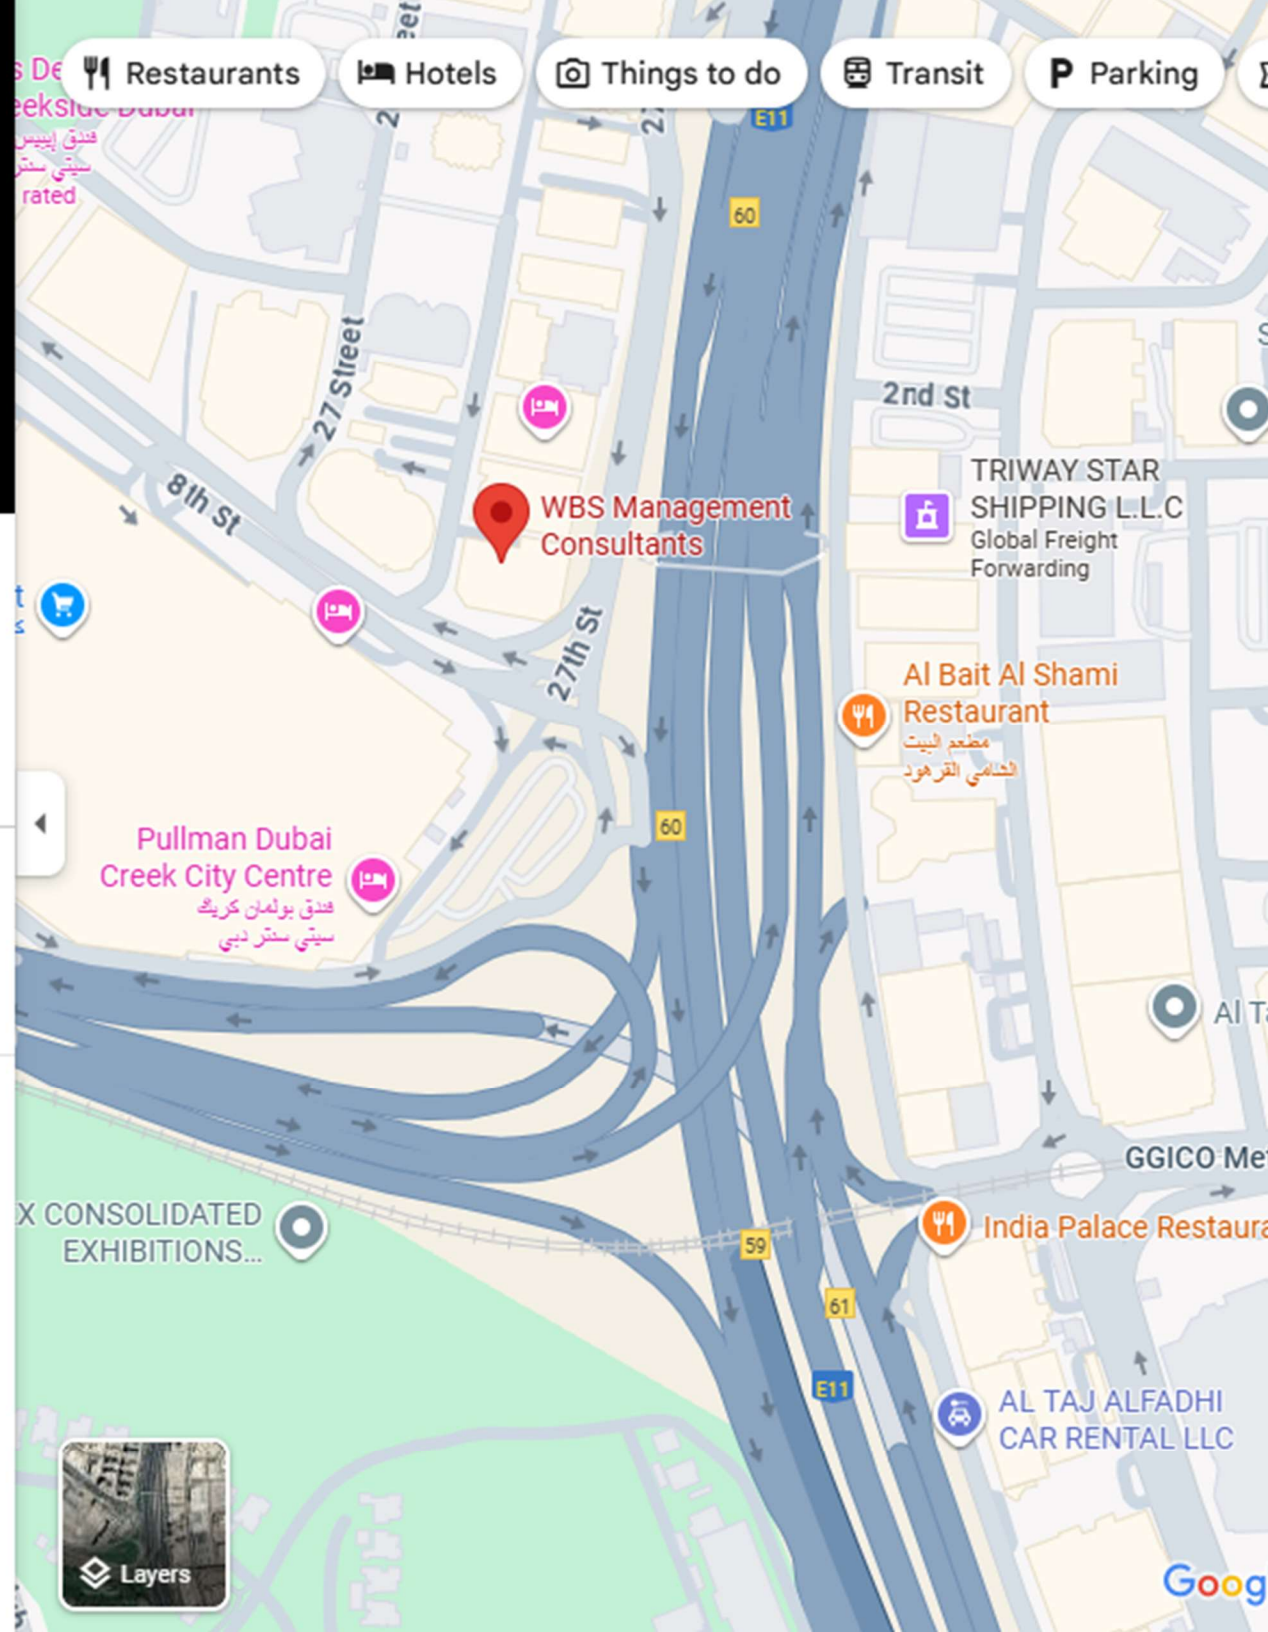 Restaurants
Hotels
Things to do
Transit
Parking
s De
eekside Dubai
فندق إيبيس
سيتي سنتر
rated
E11
60
27 Street
2nd St
8th St
WBS Management
Consultants
TRIWAY STAR
SHIPPING L.L.C
Global Freight
Forwarding
27th St
Al Bait Al Shami
Restaurant
مطعم البيت
الشامي القرهود
60
Pullman Dubai
Creek City Centre
فندق بولمان كريك
سيتي سنتر دبي
Al Ta
GGICO Me
X CONSOLIDATED
EXHIBITIONS...
India Palace Restaura
59
61
E11
AL TAJ ALFADHI
CAR RENTAL LLC
Layers
Goog